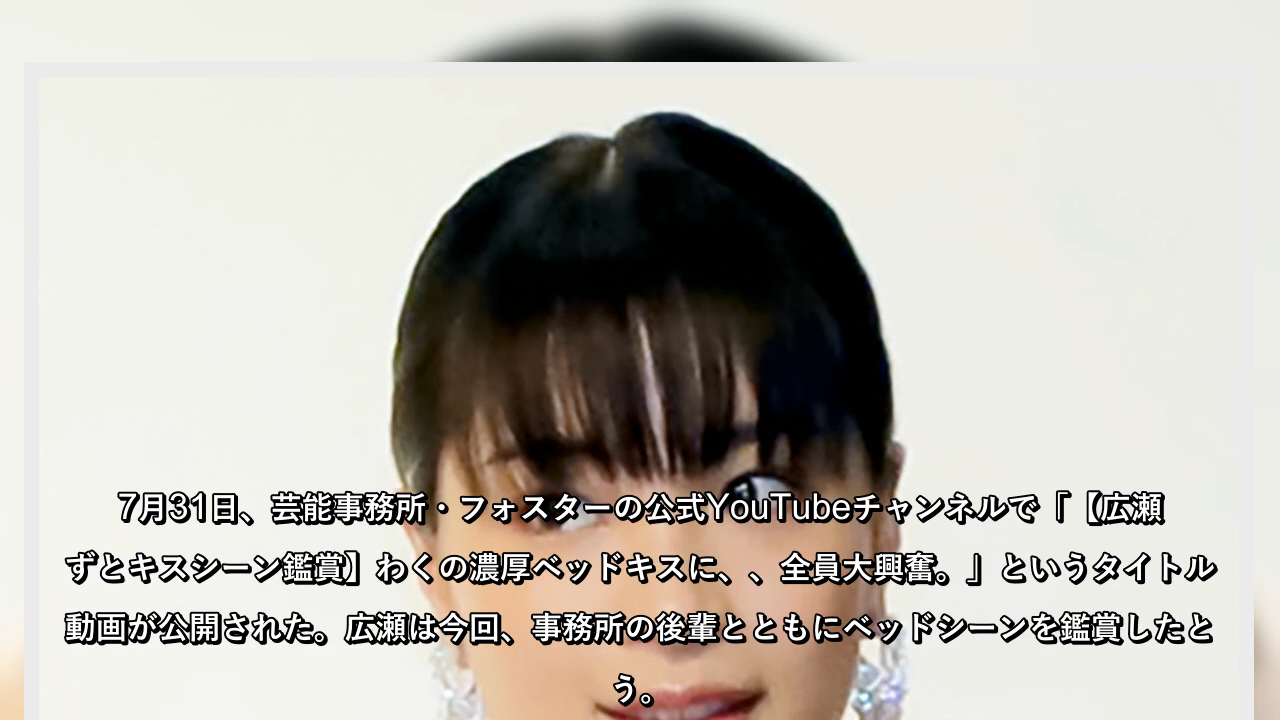 7月31日、芸能事務所・フォスターの公式YouTubeチャンネルで「【広瀬
ずとキスシーン鑑賞】わくの濃厚ベッドキスに、、全員大興奮。」というタイトル
動画が公開された。広瀬は今回、事務所の後輩とともにベッドシーンを鑑賞したと
う。